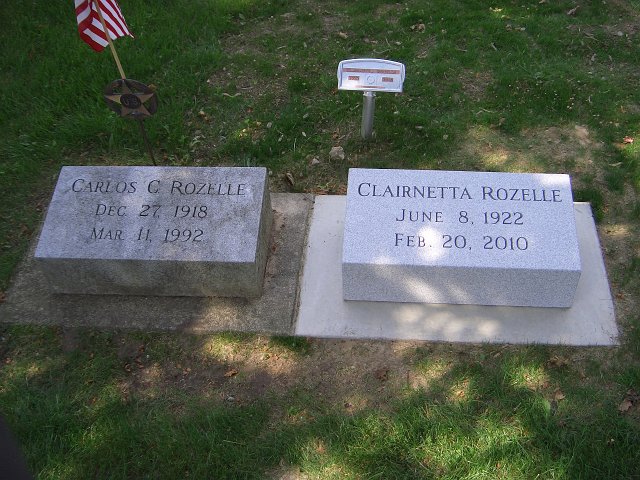 CARLOS C ROZELLE
DEC 27, 1918
MAR 11, 1992
CLAIRNETTA ROZELLE
JUNE 8, 1922
FEB. 20, 2010